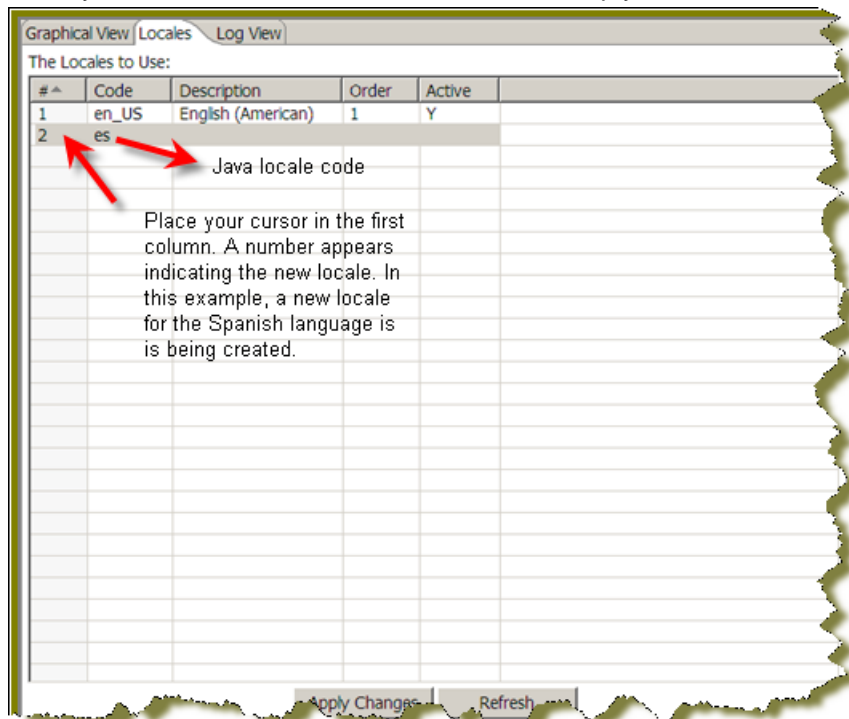 Graphical View Locales Log View
The Locales to Use:
# Code Description Order Active
1 en_US English (American) 1 Y
2 es
Java locale code
Place your cursor in the first
column. A number appears
indicating the new locale. In
this example, a new locale
for the Spanish language is
is being created.
Apply Changes Refresh